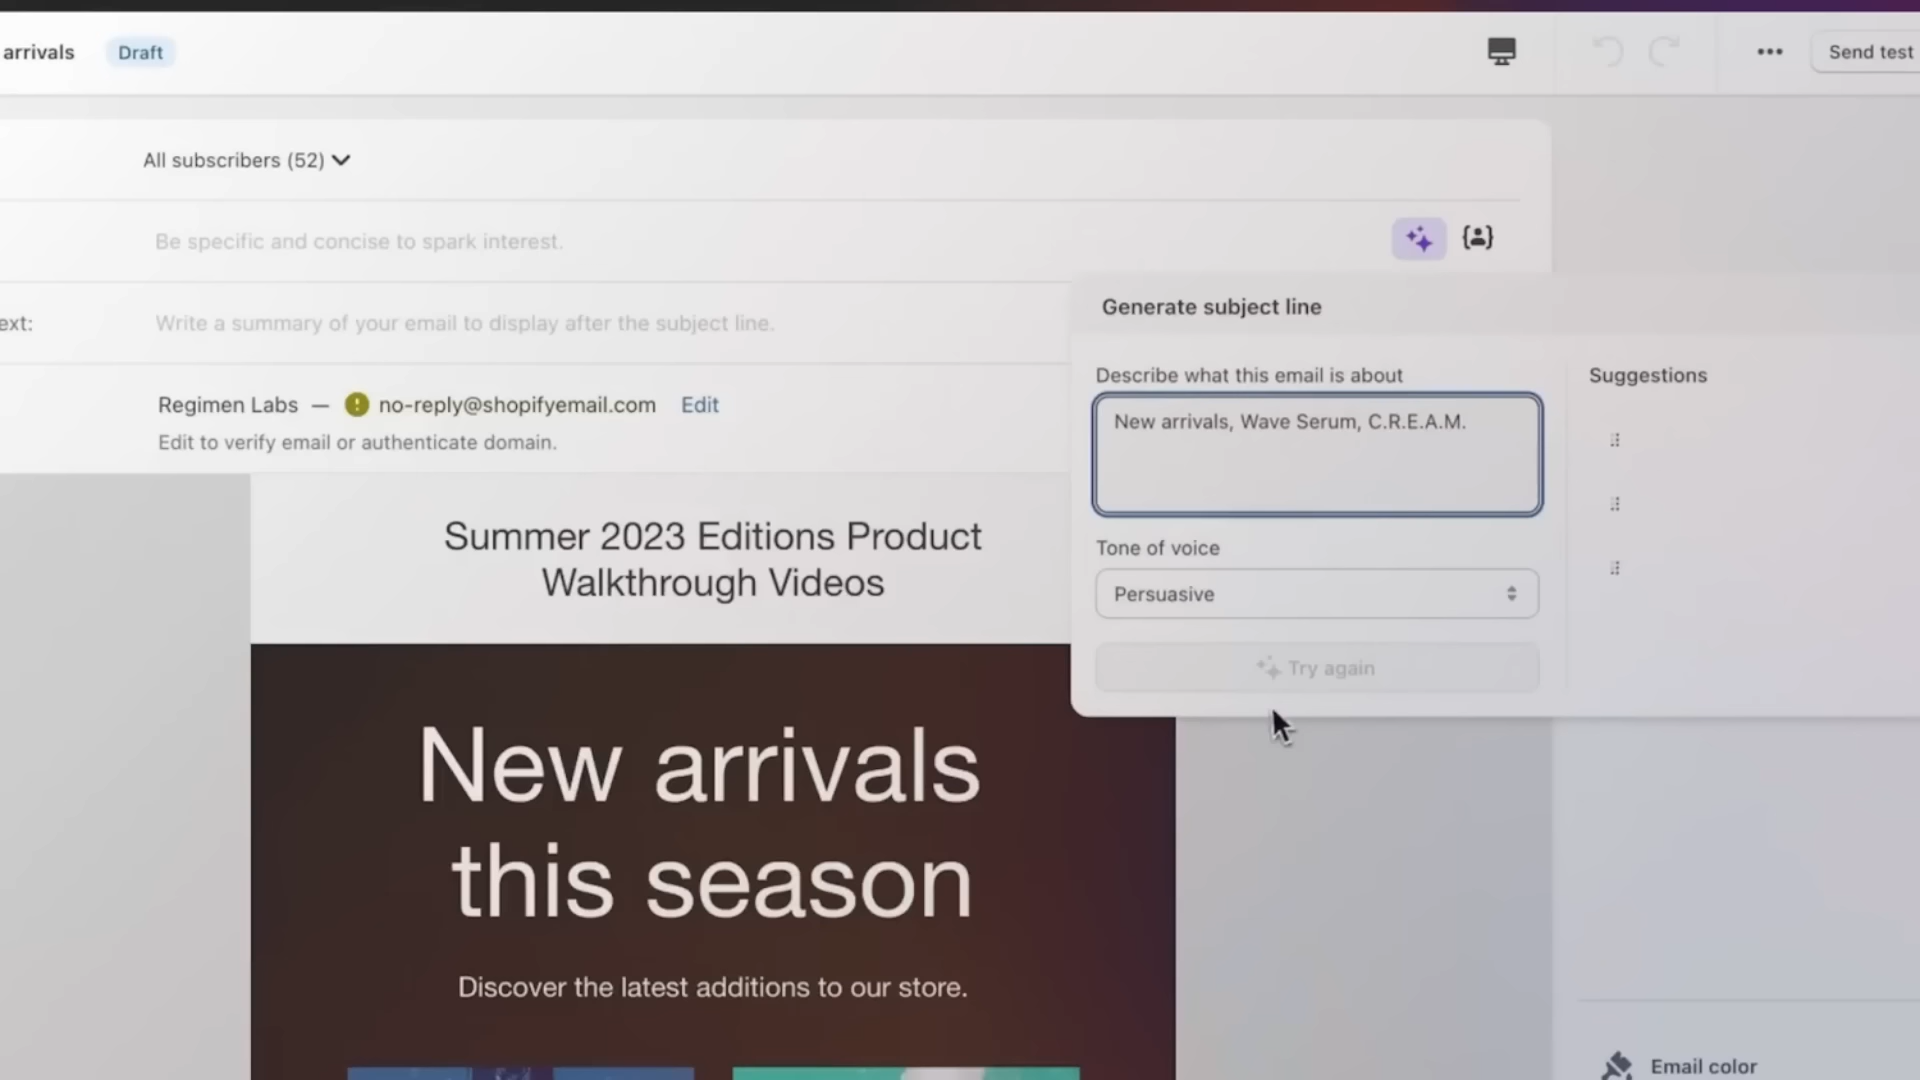 arrivals
Draft
Send test
All subscribers (52)
Be specific and concise to spark interest.
ext:
Write a summary of your email to display after the subject line.
Regimen Labs — no-reply@shopifyemail.com Edit
Edit to verify email or authenticate domain.
Generate subject line
Describe what this email is about
New arrivals, Wave Serum, C.R.E.A.M.
Tone of voice
Persuasive
Try again
Suggestions
Summer 2023 Editions Product
Walkthrough Videos
New arrivals
this season
Discover the latest additions to our store.
Email color